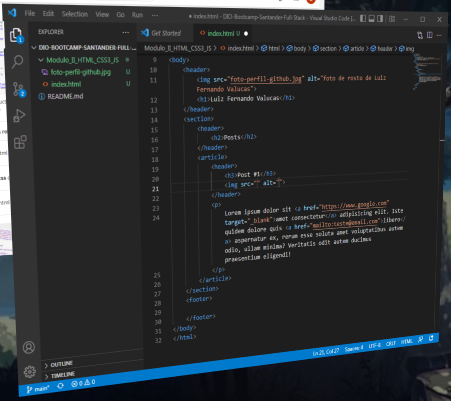 File Edit Selection View Go Run
● index.html - DIO-Bootcamp-Santander-Full-Stack - Visual Studio Code [
EXPLORER
DIO-BOOTCAMP-SANTANDER-FULL-...
Modulo_II_HTML_CSS3_JS
foto-perfil-github.jpg U
index.html U
README.md
OUTLINE
TIMELINE
Get Started
index.html U ●
Modulo_II_HTML_CSS3_JS > index.html > html > body > section > article > header > img
9 <body>
10 <header>
11 <img src="foto-perfil-github.jpg" alt="foto de rosto de Luiz
Fernando Valucas">
12 <h1>Luiz Fernando Valucas</h1>
13 </header>
14 <section>
15 <header>
16 <h2>Posts</h2>
17 </header>
18 <article>
19 <header>
20 <h3>Post #1</h3>
21 <img src="" alt="">
22 </header>
23 <p>
24 Lorem ipsum dolor sit <a href="https://www.google.com"
target="_blank">amet consectetur</a> adipisicing elit. Iste
quidem dolore quis <a href="mailto:teste@email.com">libero</
a> aspernatur ex, rerum esse soluta amet voluptatibus autem
odio, ullam minima? Veritatis odit autem ducimus
praesentium eligendi!
25 </p>
26 </article>
27 </section>
28 <footer>
29
30 </footer>
31 </body>
32 </html>
main* 0 0
Ln 21, Col 27 Spaces: 4 UTF-8 CRLF HTML